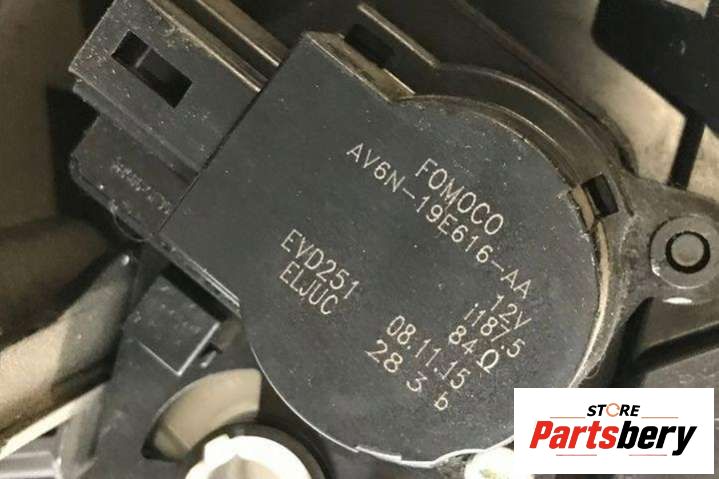 FOMOCO
AV6N-19E616-AA
12V
i187.5
84Ω
EVD251
ELJUC
08.11.15
28 3 b
STORE
Partsbery